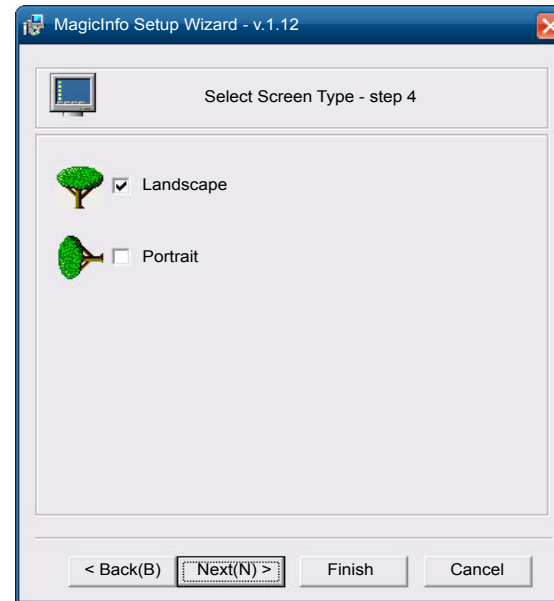 MagicInfo Setup Wizard - v.1.12
Select Screen Type - step 4
Landscape
Portrait
< Back(B) Next(N) > Finish Cancel